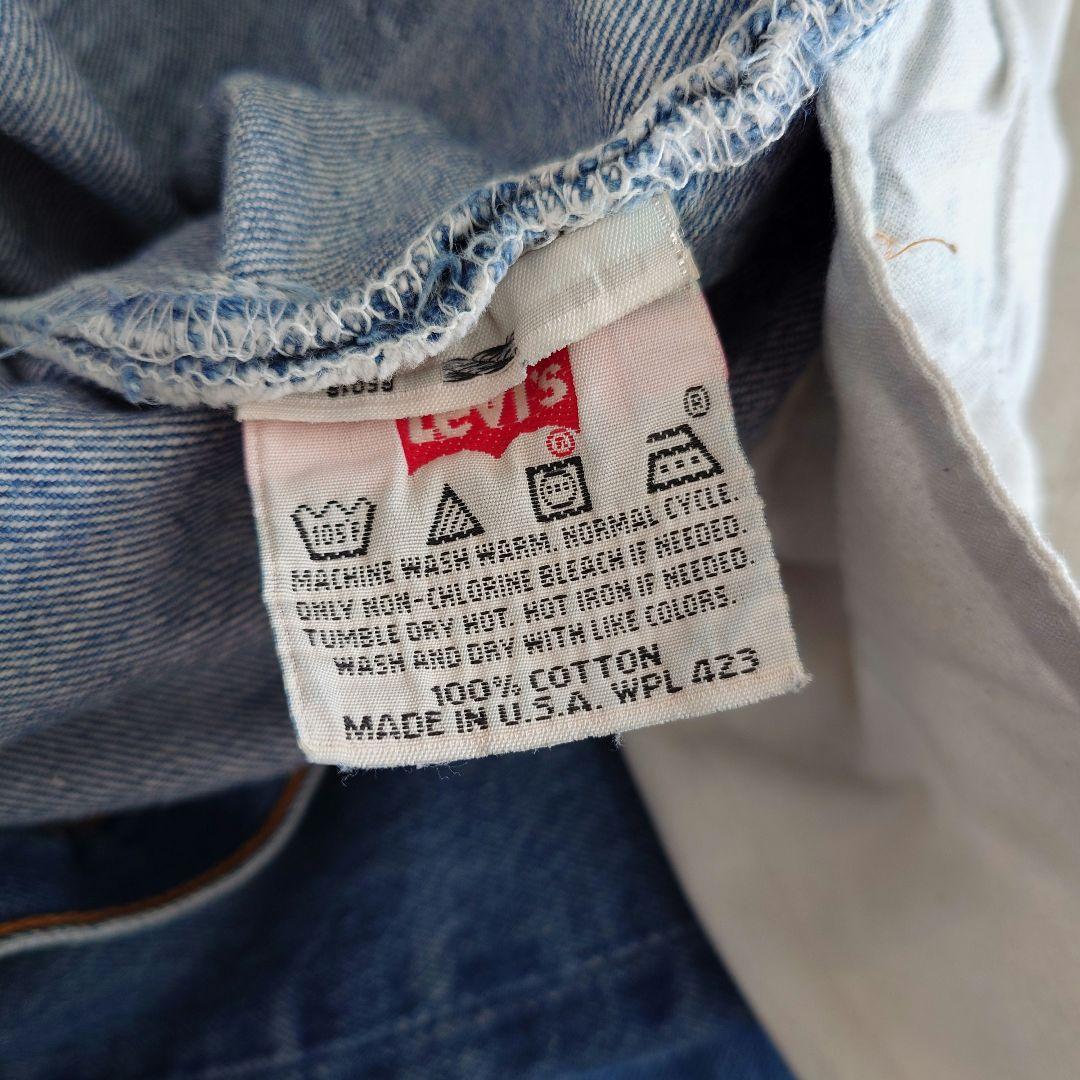 LEVI'S
®
®
105°
MACHINE WASH WARM. NORMAL CYCLE.
ONLY NON-CHLORINE BLEACH IF NEEDED
TUMBLE DRY HOT. HOT IRON IF NEEDED.
WASH AND DRY WITH LIKE COLORS.
100% COTTON
MADE IN U.S.A. WPL 423